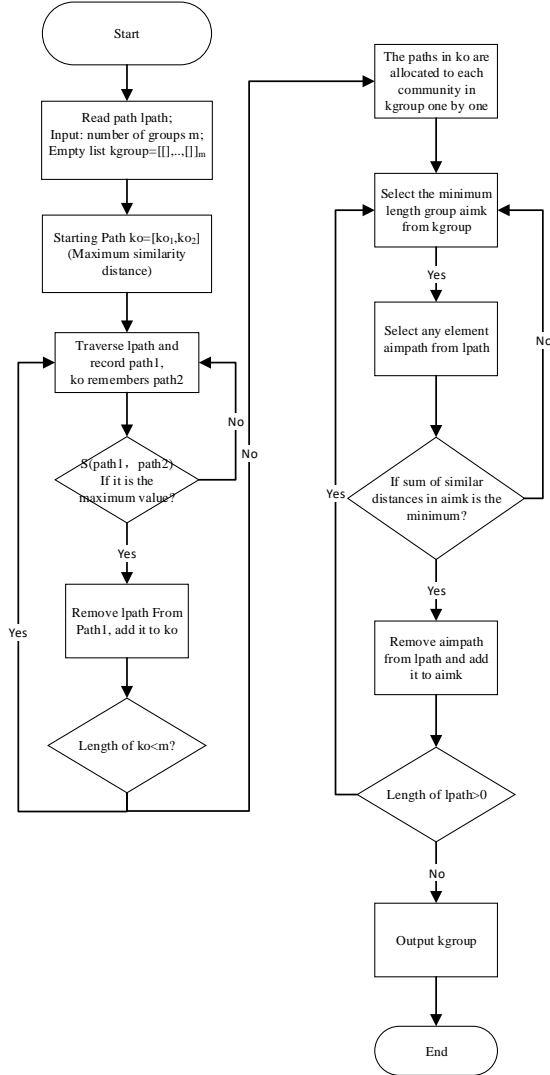 Start
Read path lpath;
Input: number of groups m;
Empty list kgroup=[[],..,[]]m
Starting Path ko=[ko1,ko2]
(Maximum similarity
distance)
Traverse lpath and
record path1,
ko remembers path2
No
S(path1，path2)
If it is the
maximum value?
Yes
Remove lpath From
Path1, add it to ko
Yes
Length of ko<m?
No
The paths in ko are
allocated to each
community in
kgroup one by one
Select the minimum
length group aimk
from kgroup
Yes
Select any element
aimpath from lpath
No
If sum of similar
distances in aimk is the
minimum?
Yes
Yes
Remove aimpath
from lpath and add
it to aimk
Length of lpath>0
No
Output kgroup
End